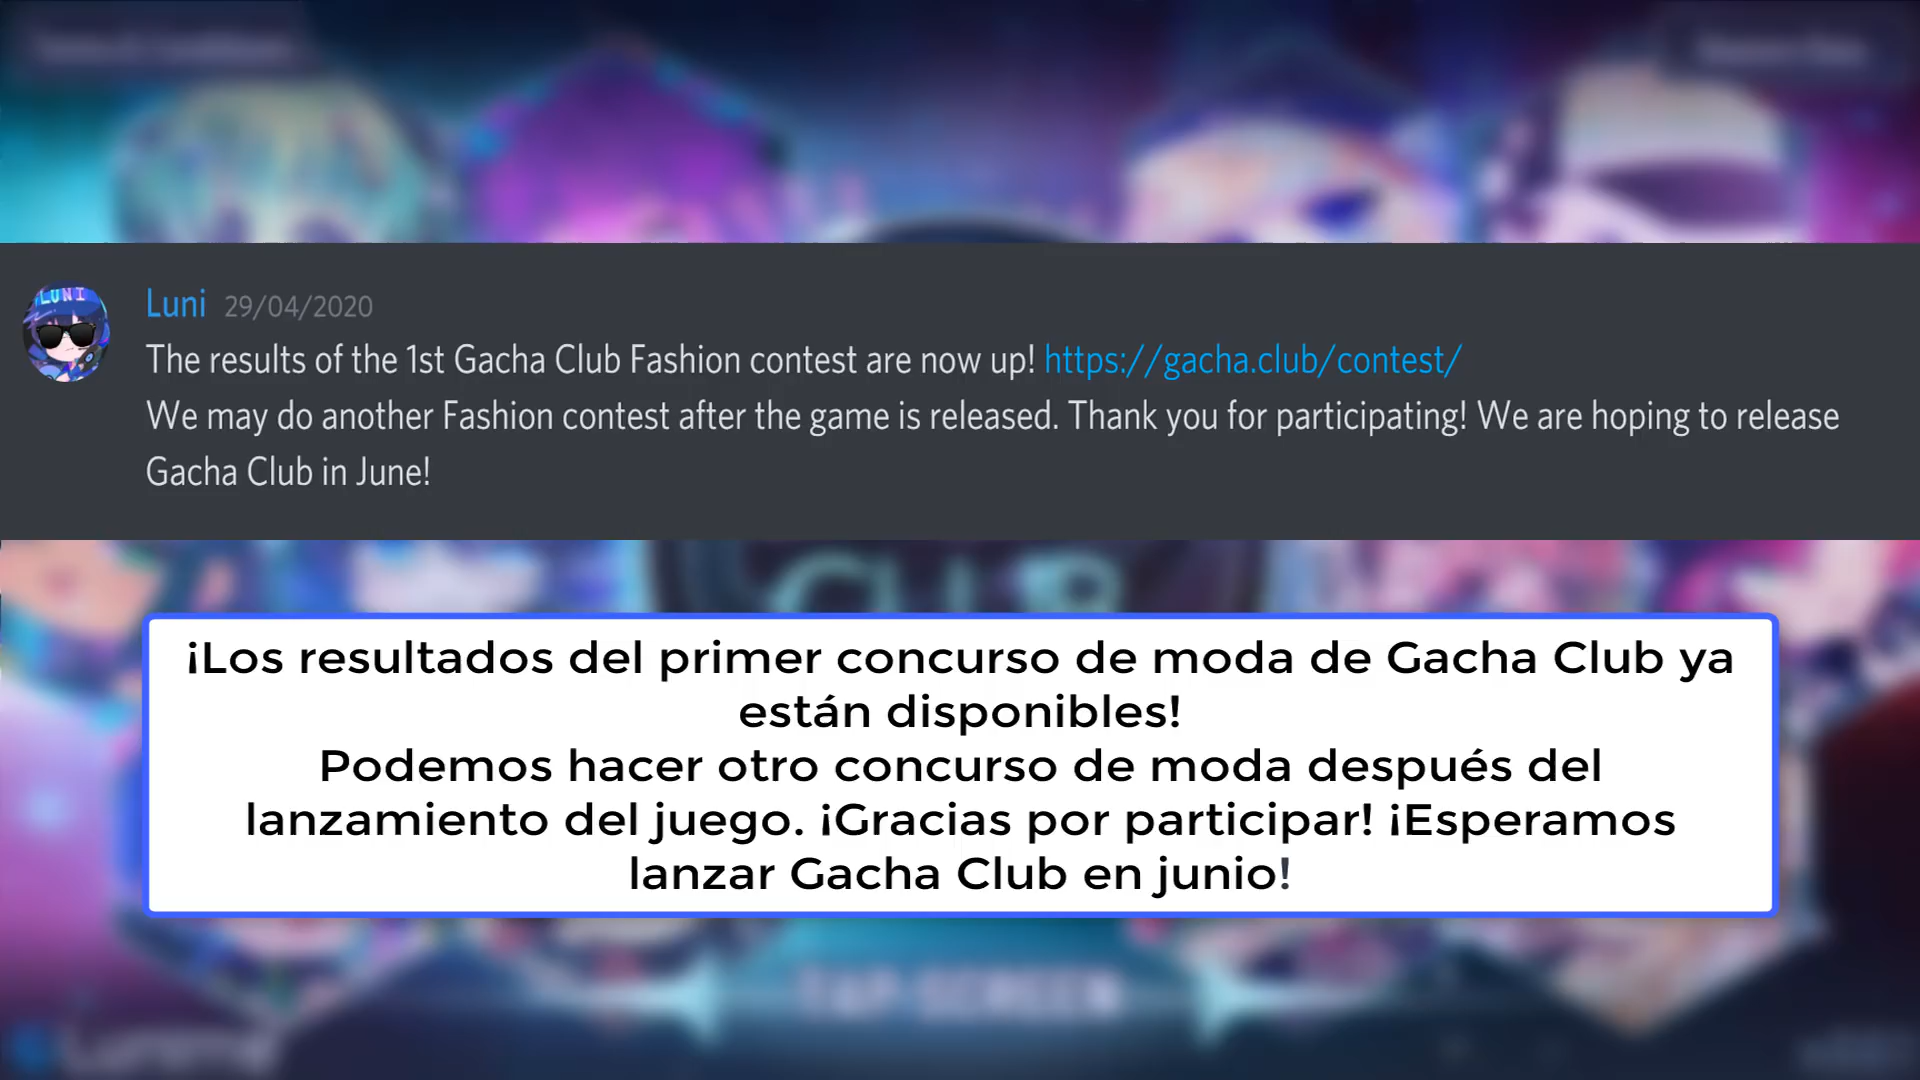 LUNI
Luni 29/04/2020
The results of the 1st Gacha Club Fashion contest are now up! https://gacha.club/contest/
We may do another Fashion contest after the game is released. Thank you for participating! We are hoping to release
Gacha Club in June!
CLUB
¡Los resultados del primer concurso de moda de Gacha Club ya
están disponibles!
Podemos hacer otro concurso de moda después del
lanzamiento del juego. ¡Gracias por participar! ¡Esperamos
lanzar Gacha Club en junio!
TAP SCREEN
Lunime